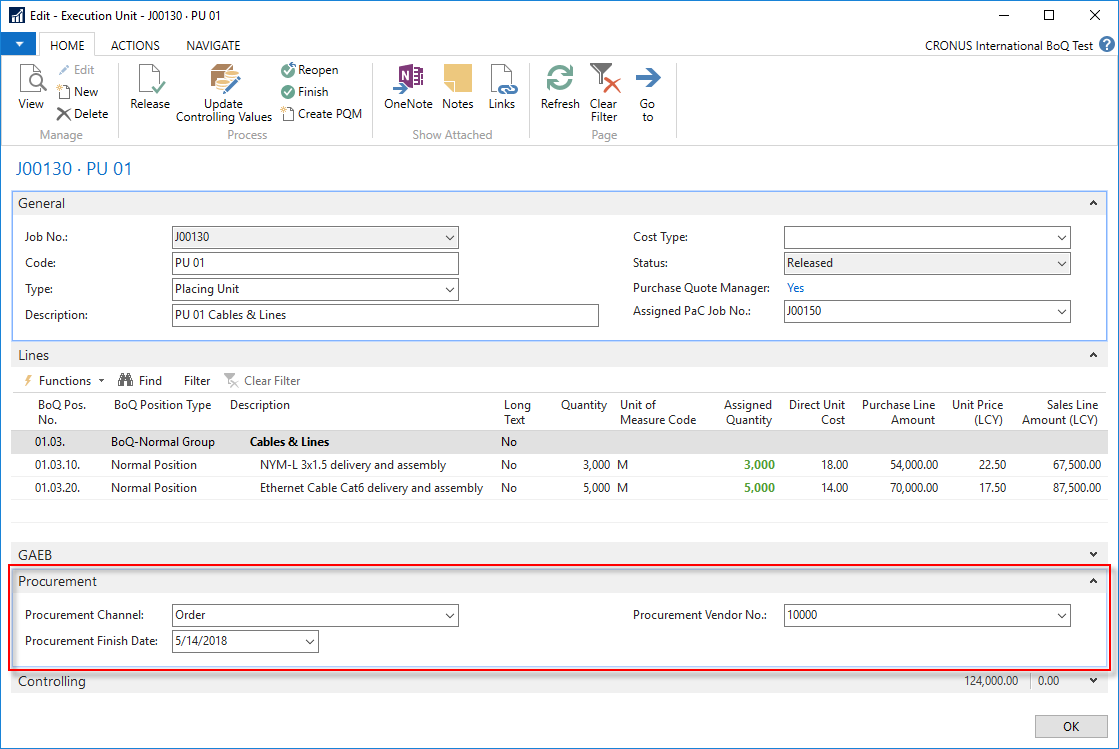 Edit - Execution Unit - J00130 · PU 01
HOME ACTIONS NAVIGATE CRONUS International BoQ Test ?
View
Edit
New
Delete
Manage
Release
Update
Controlling Values
Reopen
Finish
Create PQM
Process
OneNote
Notes
Links
Show Attached
Refresh
Clear
Filter
Go
to
Page
J00130 · PU 01
General
Job No.: J00130
Code: PU 01
Type: Placing Unit
Description: PU 01 Cables & Lines
Cost Type:
Status: Released
Purchase Quote Manager: Yes
Assigned PaC Job No.: J00150
Lines
Functions Find Filter Clear Filter
BoQ Pos. No. BoQ Position Type Description Long Text Quantity Unit of Measure Code Assigned Quantity Direct Unit Cost Purchase Line Amount Unit Price (LCY) Sales Line Amount (LCY)
01.03. BoQ-Normal Group Cables & Lines No
01.03.10. Normal Position NYM-L 3x1.5 delivery and assembly No 3,000 M 3,000 18.00 54,000.00 22.50 67,500.00
01.03.20. Normal Position Ethernet Cable Cat6 delivery and assembly No 5,000 M 5,000 14.00 70,000.00 17.50 87,500.00
GAEB
Procurement
Procurement Channel: Order
Procurement Finish Date: 5/14/2018
Procurement Vendor No.: 10000
Controlling 124,000.00 0.00
OK